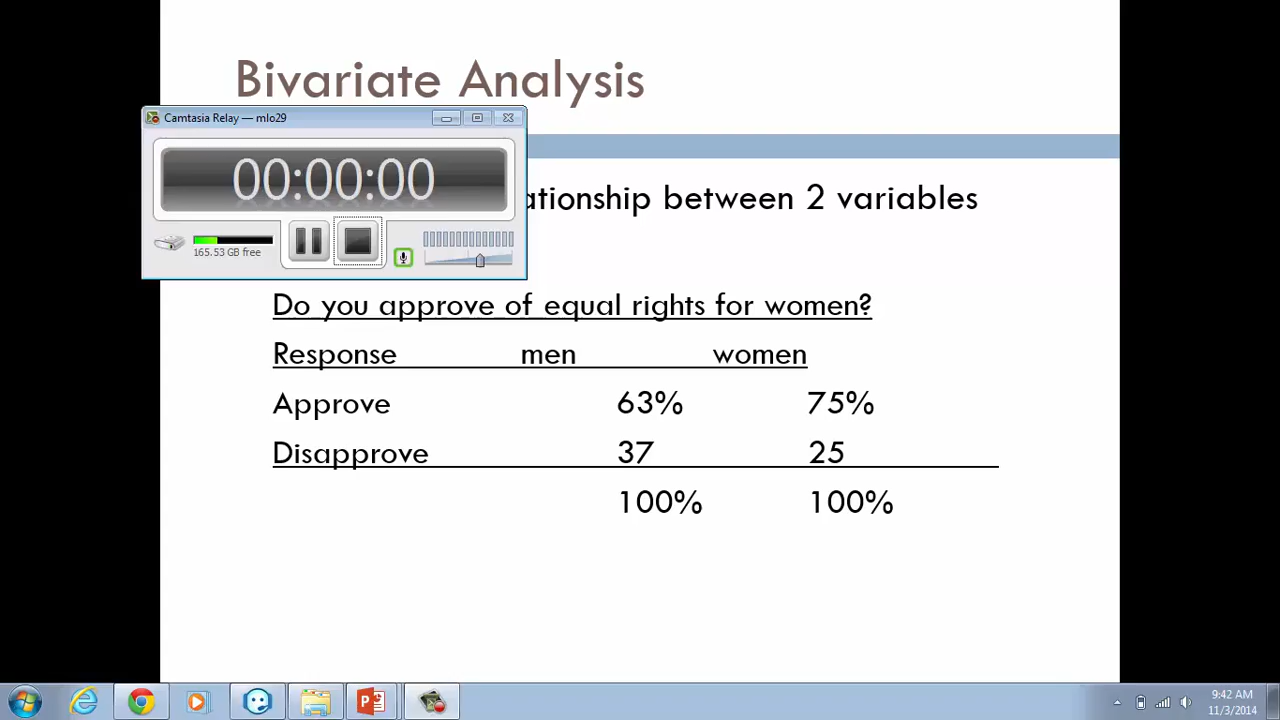 Bivariate Analysis
Camtasia Relay — mlo29
00:00:00
165.53 GB free
between 2 variables
Do you approve of equal rights for women?
Response men women
Approve 63% 75%
Disapprove 37 25
100% 100%
9:42 AM
11/3/2014